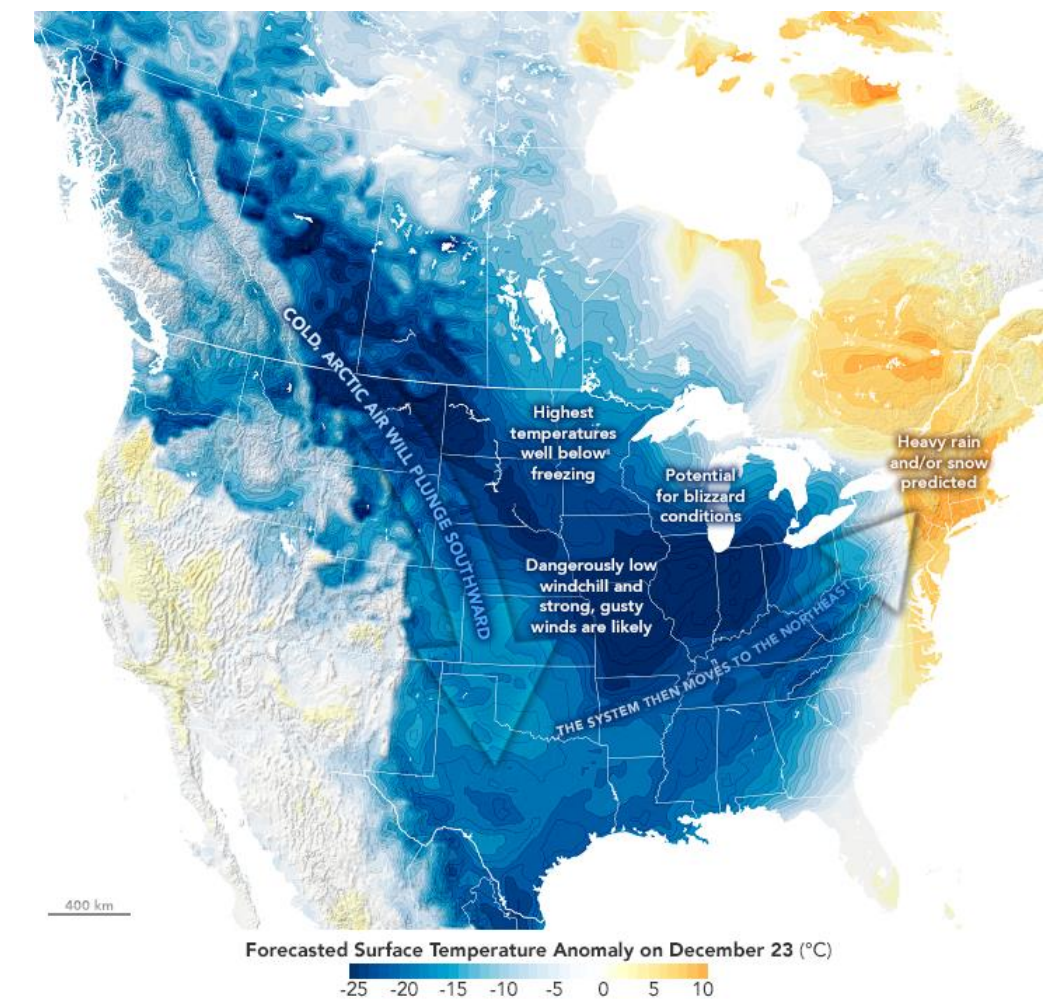 COLD, ARCTIC AIR WILL PLUNGE SOUTHWARD
Highest
temperatures
well below
freezing
Potential
for blizzard
conditions
Heavy rain
and/or snow
predicted
Dangerously low
windchill and
strong, gusty
winds are likely
THE SYSTEM THEN MOVES TO THE NORTHEAST
400 km
Forecasted Surface Temperature Anomaly on December 23 (°C)
-25 -20 -15 -10 -5 0 5 10